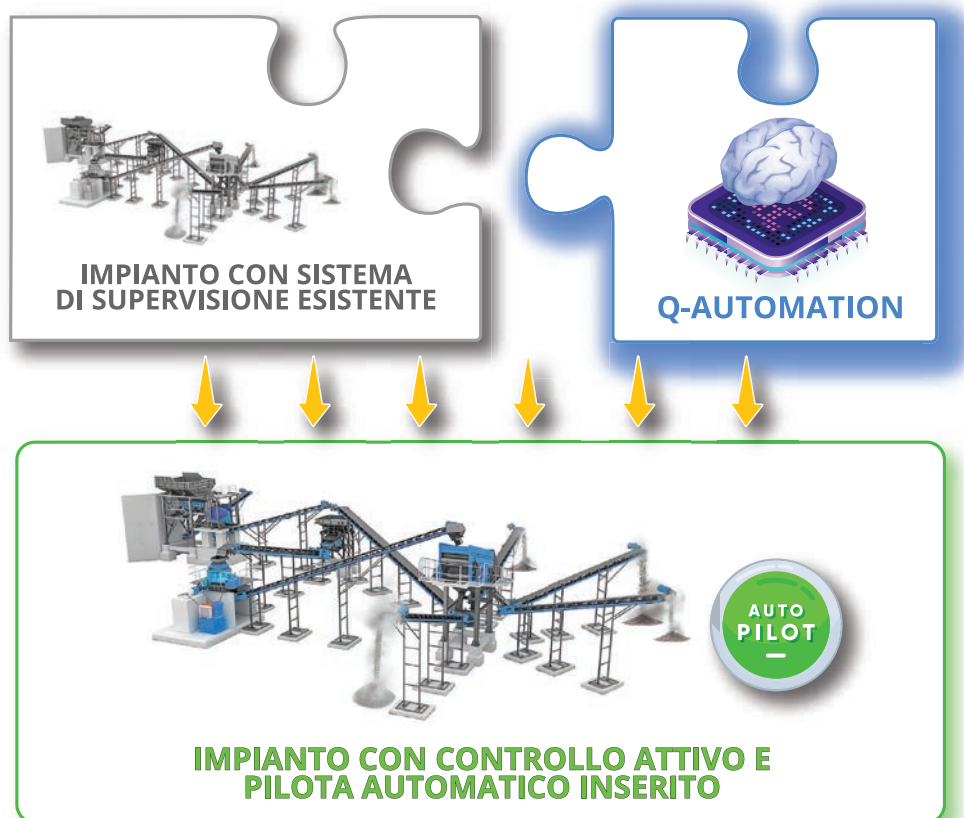 IMPIANTO CON SISTEMA
DI SUPERVISIONE ESISTENTE
Q-AUTOMATION
AUTO
PILOT
IMPIANTO CON CONTROLLO ATTIVO E
PILOTA AUTOMATICO INSERITO